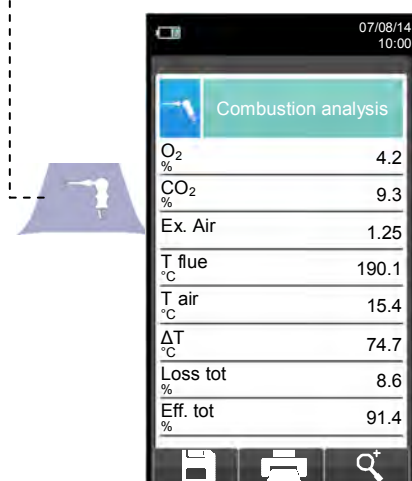 07/08/14
10:00
Combustion analysis
O2
% 4.2
CO2
% 9.3
Ex. Air 1.25
T flue
°C 190.1
T air
°C 15.4
ΔT
°C 74.7
Loss tot
% 8.6
Eff. tot
% 91.4